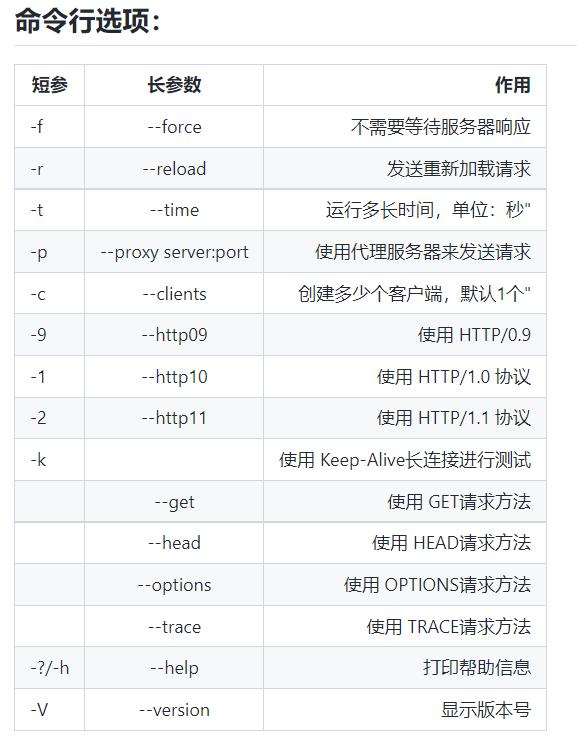 命令行选项：
短参 长参数 作用
-f --force 不需要等待服务器响应
-r --reload 发送重新加载请求
-t --time 运行多长时间，单位：秒"
-p --proxy server:port 使用代理服务器来发送请求
-c --clients 创建多少个客户端，默认1个"
-9 --http09 使用 HTTP/0.9
-1 --http10 使用 HTTP/1.0 协议
-2 --http11 使用 HTTP/1.1 协议
-k 使用 Keep-Alive长连接进行测试
--get 使用 GET请求方法
--head 使用 HEAD请求方法
--options 使用 OPTIONS请求方法
--trace 使用 TRACE请求方法
-?/-h --help 打印帮助信息
-V --version 显示版本号